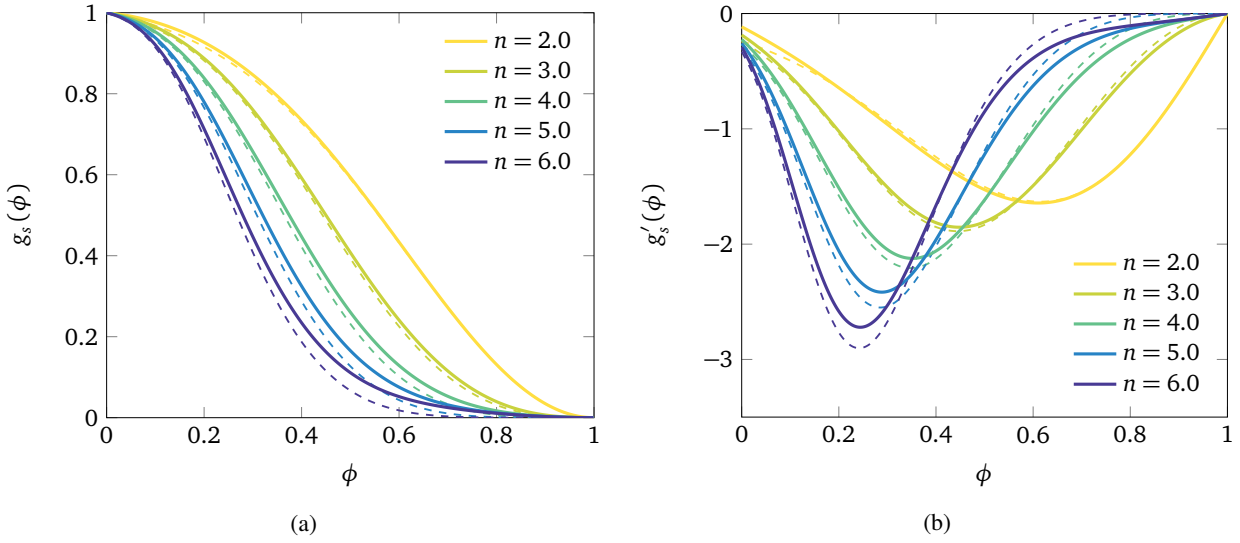 1
0.8
0.6
0.4
0.2
0
0 0.2 0.4 0.6 0.8 1
g_s(ϕ)
ϕ
n = 2.0
n = 3.0
n = 4.0
n = 5.0
n = 6.0
(a)
0
−1
−2
−3
0 0.2 0.4 0.6 0.8 1
g′_s(ϕ)
ϕ
n = 2.0
n = 3.0
n = 4.0
n = 5.0
n = 6.0
(b)